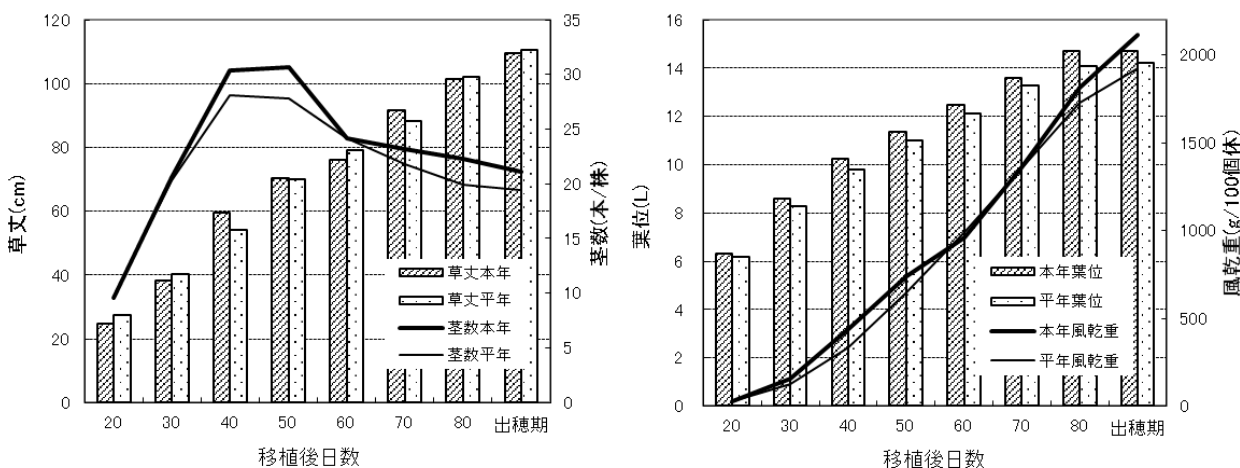 120
100
80
60
40
20
0
草丈(cm)
35
30
25
20
15
10
5
0
茎数(本/株)
草丈本年
草丈平年
茎数本年
茎数平年
20 30 40 50 60 70 80 出穂期
移植後日数
16
14
12
10
8
6
4
2
0
葉位(L)
2000
1500
1000
500
0
風乾重(g/100個休)
本年葉位
平年葉位
本年風乾重
平年風乾重
20 30 40 50 60 70 80 出穂期
移植後日数